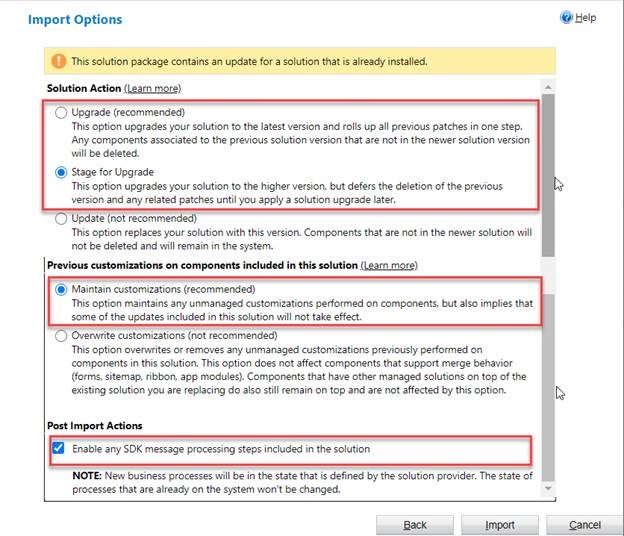 Import Options
Help
This solution package contains an update for a solution that is already installed.
Solution Action (Learn more)
Upgrade (recommended)
This option upgrades your solution to the latest version and rolls up all previous patches in one step.
Any components associated to the previous solution version that are not in the newer solution version
will be deleted.
Stage for Upgrade
This option upgrades your solution to the higher version, but defers the deletion of the previous
version and any related patches until you apply a solution upgrade later.
Update (not recommended)
This option replaces your solution with this version. Components that are not in the newer solution will
not be deleted and will remain in the system.
Previous customizations on components included in this solution (Learn more)
Maintain customizations (recommended)
This option maintains any unmanaged customizations performed on components, but also implies that
some of the updates included in this solution will not take effect.
Overwrite customizations (not recommended)
This option overwrites or removes any unmanaged customizations previously performed on
components in this solution. This option does not affect components that support merge behavior
(forms, sitemap, ribbon, app modules). Components that have other managed solutions on top of the
existing solution you are replacing do also still remain on top and are not affected by this option.
Post Import Actions
Enable any SDK message processing steps included in the solution
NOTE: New business processes will be in the state that is defined by the solution provider. The state of
processes that are already on the system won't be changed.
Back
Import
Cancel